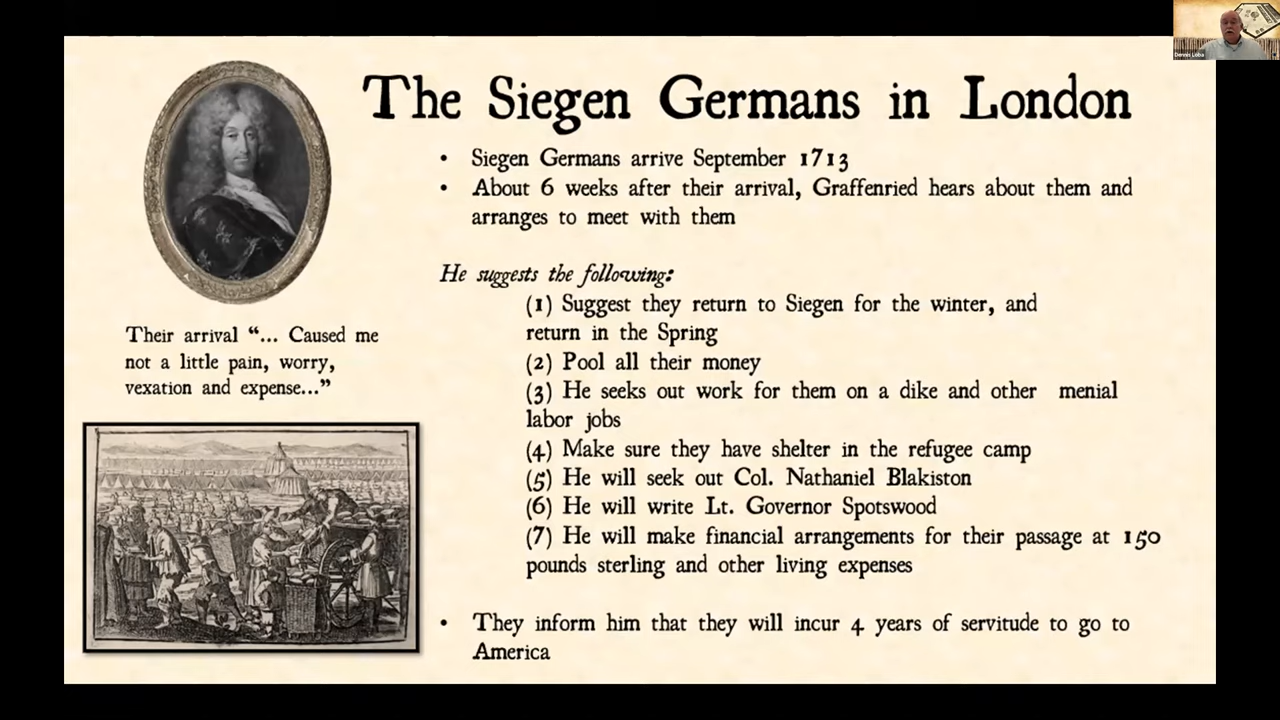 The Siegen Germans in London
• Siegen Germans arrive September 1713
• About 6 weeks after their arrival, Graffenried hears about them and
arranges to meet with them
He suggests the following:
(1) Suggest they return to Siegen for the winter, and
return in the Spring
(2) Pool all their money
(3) He seeks out work for them on a dike and other menial
labor jobs
(4) Make sure they have shelter in the refugee camp
(5) He will seek out Col. Nathaniel Blakiston
(6) He will write Lt. Governor Spotswood
(7) He will make financial arrangements for their passage at 150
pounds sterling and other living expenses
• They inform him that they will incur 4 years of servitude to go to
America
Their arrival “... Caused me
not a little pain, worry,
vexation and expense...”
Dennis